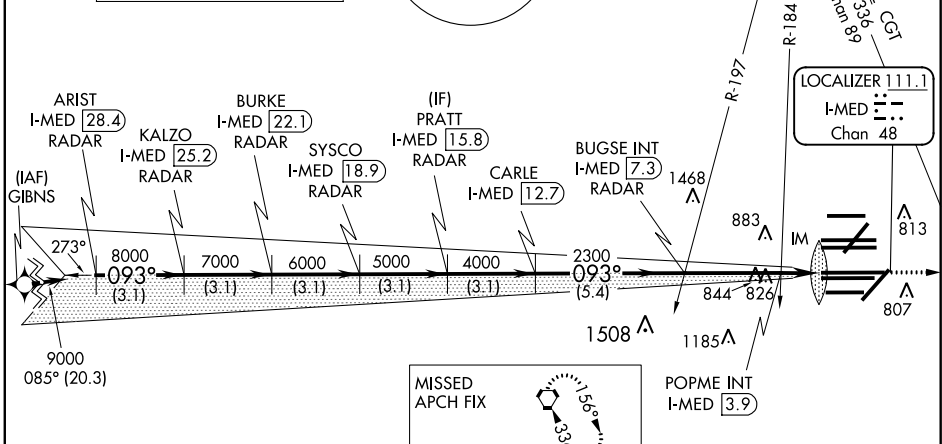 R-197
R-184
CGT
336
Chan 89
LOCALIZER 111.1
I-MED
Chan 48
ARIST
I-MED 28.4
RADAR
KALZO
I-MED 25.2
RADAR
BURKE
I-MED 22.1
RADAR
SYSCO
I-MED 18.9
RADAR
(IF)
PRATT
I-MED 15.8
RADAR
CARLE
I-MED 12.7
BUGSE INT
I-MED 7.3
RADAR
1468
883
IM
813
(IAF)
GIBNS
273°
8000
093°
(3.1)
7000
(3.1)
6000
(3.1)
5000
(3.1)
4000
(3.1)
2300
093°
(5.4)
844
826
807
1508
1185
9000
085° (20.3)
POPME INT
I-MED 3.9
MISSED
APCH FIX
156°